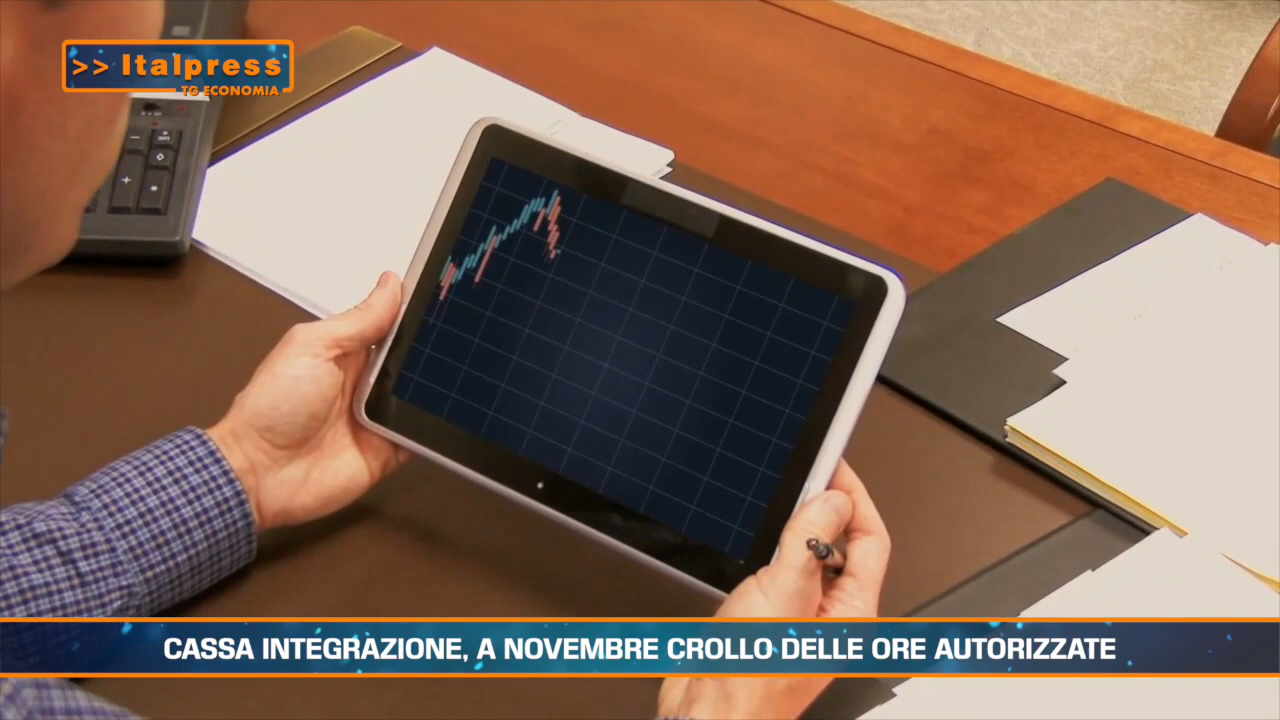 >> Italpress
TG ECONOMIA
CASSA INTEGRAZIONE, A NOVEMBRE CROLLO DELLE ORE AUTORIZZATE